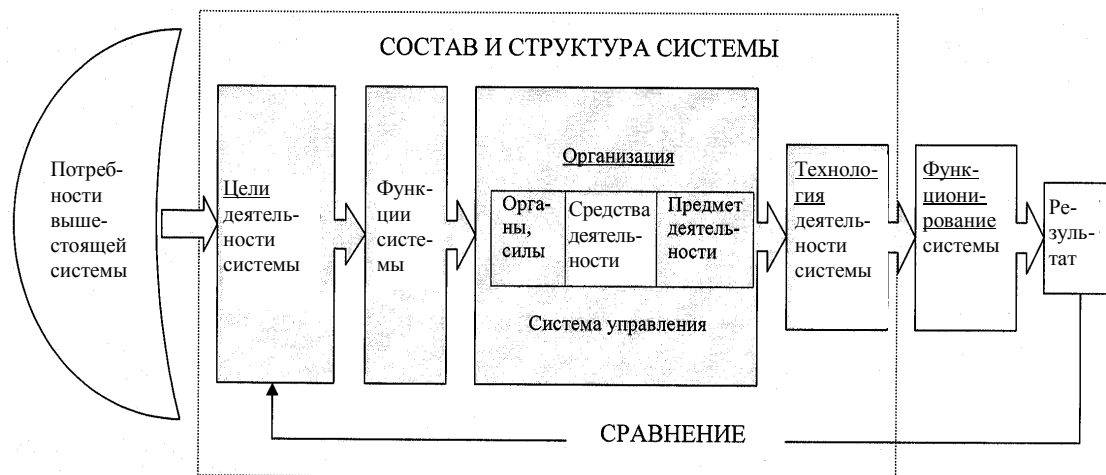 СОСТАВ И СТРУКТУРА СИСТЕМЫ
Потреб-
ности
выше-
стоящей
системы
Цели
деятель-
ности
системы
Функ-
ции
систе-
мы
Организация
Орга-
ны,
силы
Средства
деятель-
ности
Предмет
деятель-
ности
Система управления
Техноло-
гия
деятель-
ности
системы
Функ-
циониро-
рование
системы
Ре-
зуль-
тат
СРАВНЕНИЕ